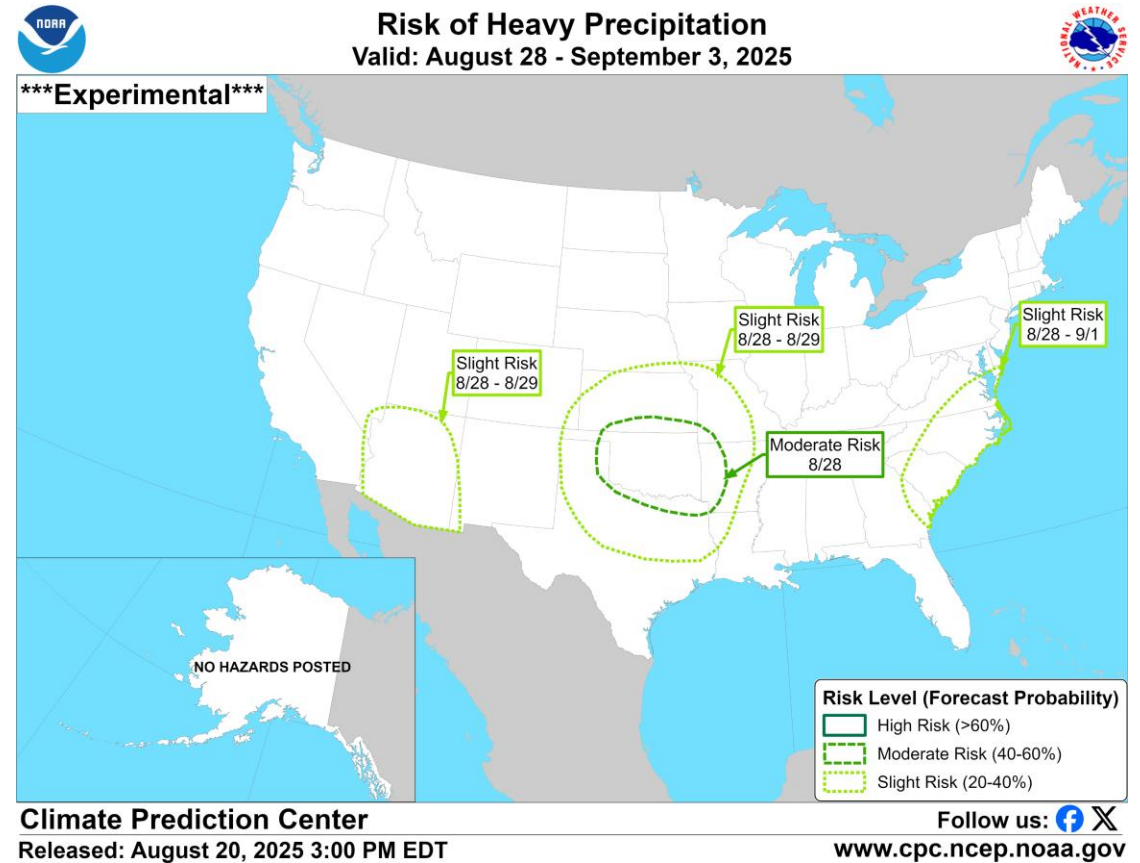 NOAA
Risk of Heavy Precipitation
Valid: August 28 - September 3, 2025
NATIONAL WEATHER SERVICE
***Experimental***
Slight Risk
8/28 - 8/29
Slight Risk
8/28 - 8/29
Slight Risk
8/28 - 9/1
Moderate Risk
8/28
NO HAZARDS POSTED
Risk Level (Forecast Probability)
High Risk (>60%)
Moderate Risk (40-60%)
Slight Risk (20-40%)
Climate Prediction Center
Follow us:
Released: August 20, 2025 3:00 PM EDT
www.cpc.ncep.noaa.gov